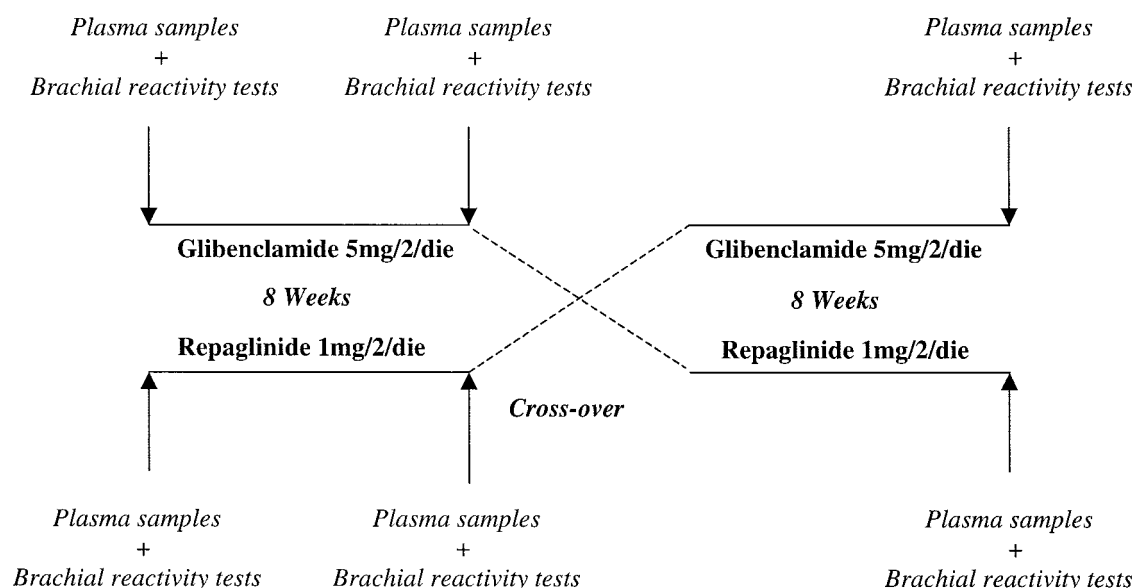 Plasma samples
+
Brachial reactivity tests
Plasma samples
+
Brachial reactivity tests
Plasma samples
+
Brachial reactivity tests
Glibenclamide 5mg/2/die
8 Weeks
Repaglinide 1mg/2/die
Glibenclamide 5mg/2/die
8 Weeks
Repaglinide 1mg/2/die
Cross-over
Plasma samples
+
Brachial reactivity tests
Plasma samples
+
Brachial reactivity tests
Plasma samples
+
Brachial reactivity tests